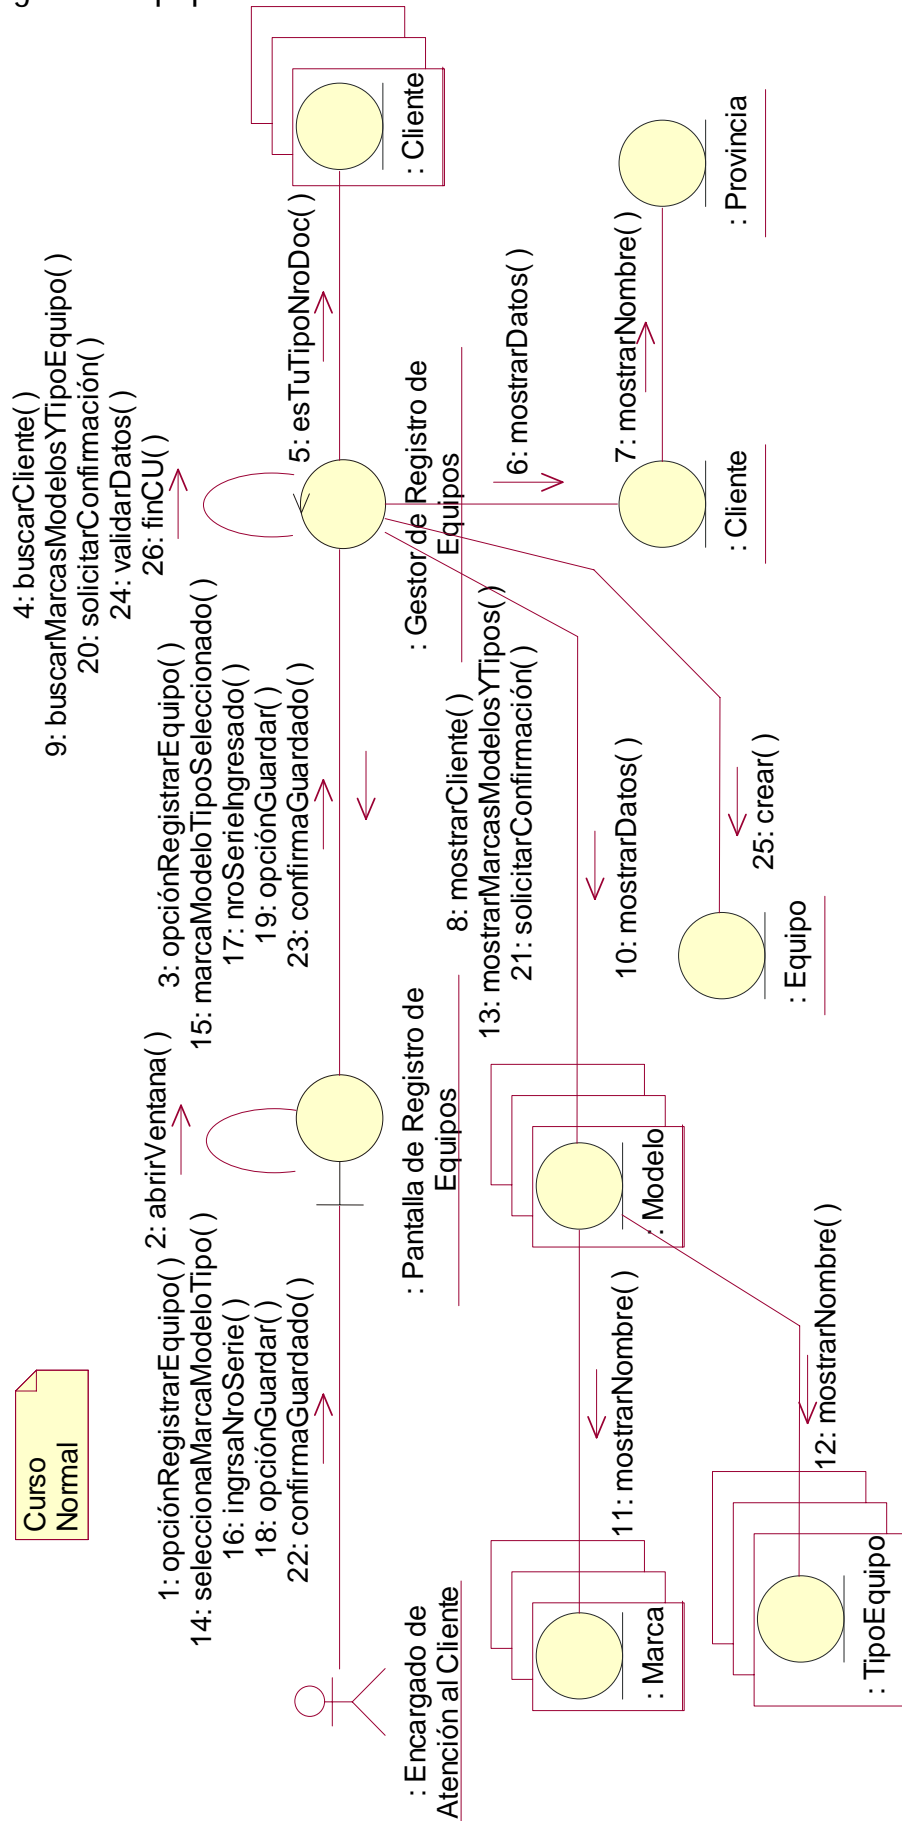 Curso
Normal
1: opciónRegistrarEquipo( )
14: seleccionaMarcaModeloTipo( )
16: ingrsaNroSerie( )
18: opciónGuardar( )
22: confirmaGuardado( )
2: abrirVentana( )
3: opciónRegistrarEquipo( )
15: marcaModeloTipoSeleccionado( )
17: nroSerieIngresado( )
19: opciónGuardar( )
23: confirmaGuardado( )
4: buscarCliente( )
9: buscarMarcasModelosYTipoEquipo( )
20: solicitarConfirmación( )
24: validarDatos( )
26: finCU( )
5: esTuTipoNroDoc( )
: Encargado de
Atención al Cliente
: Pantalla de Registro de
Equipos
: Gestor de Registro de
Equipos
: Cliente
8: mostrarCliente( )
13: mostrarMarcasModelosYTipos( )
21: solicitarConfirmación( )
6: mostrarDatos( )
11: mostrarNombre( )
10: mostrarDatos( )
7: mostrarNombre( )
: Marca
: Modelo
: Cliente
: Provincia
12: mostrarNombre( )
25: crear( )
: TipoEquipo
: Equipo